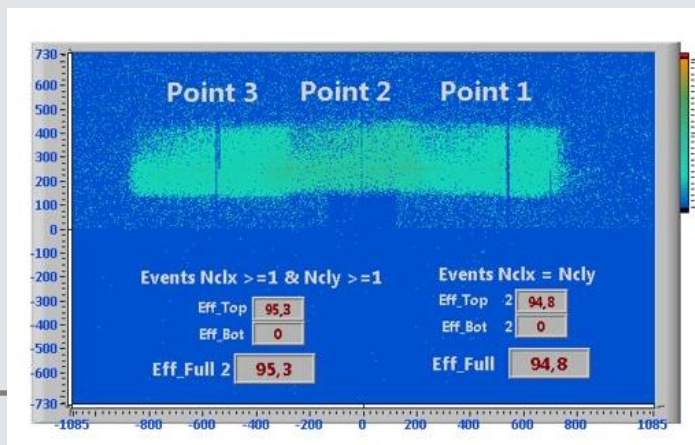 730
600
500
400
300
200
100
0
-100
-200
-300
-400
-500
-600
-730
Point 3 Point 2 Point 1
Events Nclx >=1 & Ncly >=1
Eff_Top 95,3
Eff_Bot 0
Eff_Full 2 95,3
Events Nclx = Ncly
Eff_Top 2 94,8
Eff_Bot 2 0
Eff_Full 94,8
-1085 -800 -600 -400 -200 0 200 400 600 800 1085